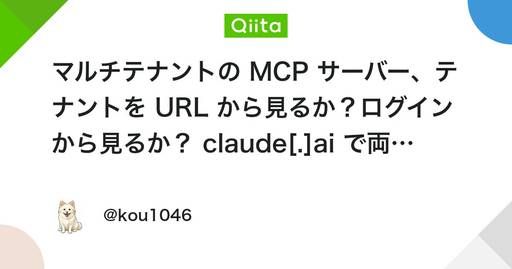 Qiita
マルチテナントの MCP サーバー、テ
ナントを URL から見るか？ログイン
から見るか？ claude[.]ai で両…
@kou1046